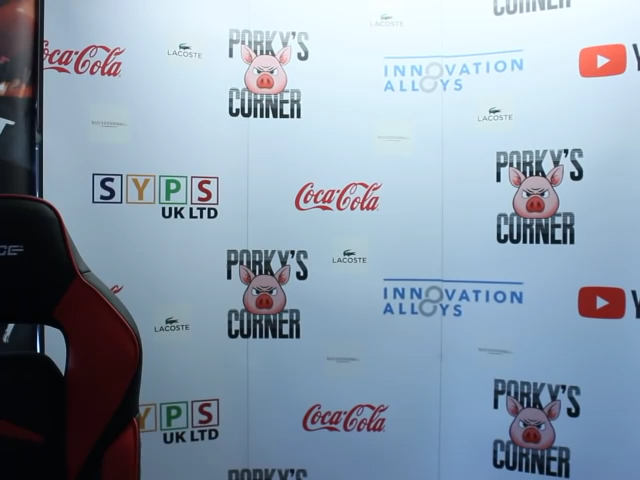 CORNER
LACOSTE
Coca-Cola
LACOSTE
PORKY'S
CORNER
INNOVATION
ALLOYS
Y
LACOSTE
SYPS
UK LTD
Coca-Cola
PORKY'S
CORNER
LACOSTE
PORKY'S
CORNER
INNOVATION
ALLOYS
Y
LACOSTE
YPS
UK LTD
Coca-Cola
PORKY'S
CORNER
PORKY'S